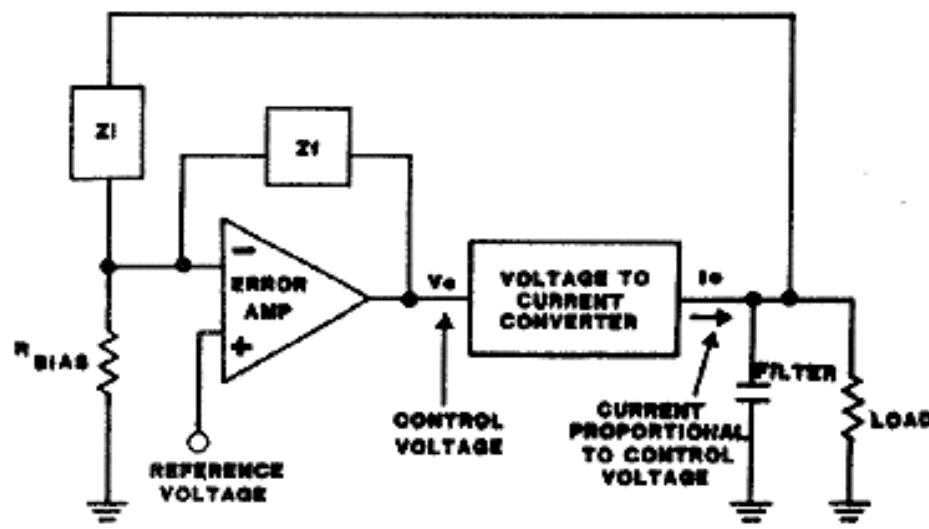 Zi
Zf
−
ERROR
AMP
+
R BIAS
REFERENCE
VOLTAGE
Vc
CONTROL
VOLTAGE
VOLTAGE TO
CURRENT
CONVERTER
Io
CURRENT
PROPORTIONAL
TO CONTROL
VOLTAGE
FILTER
LOAD